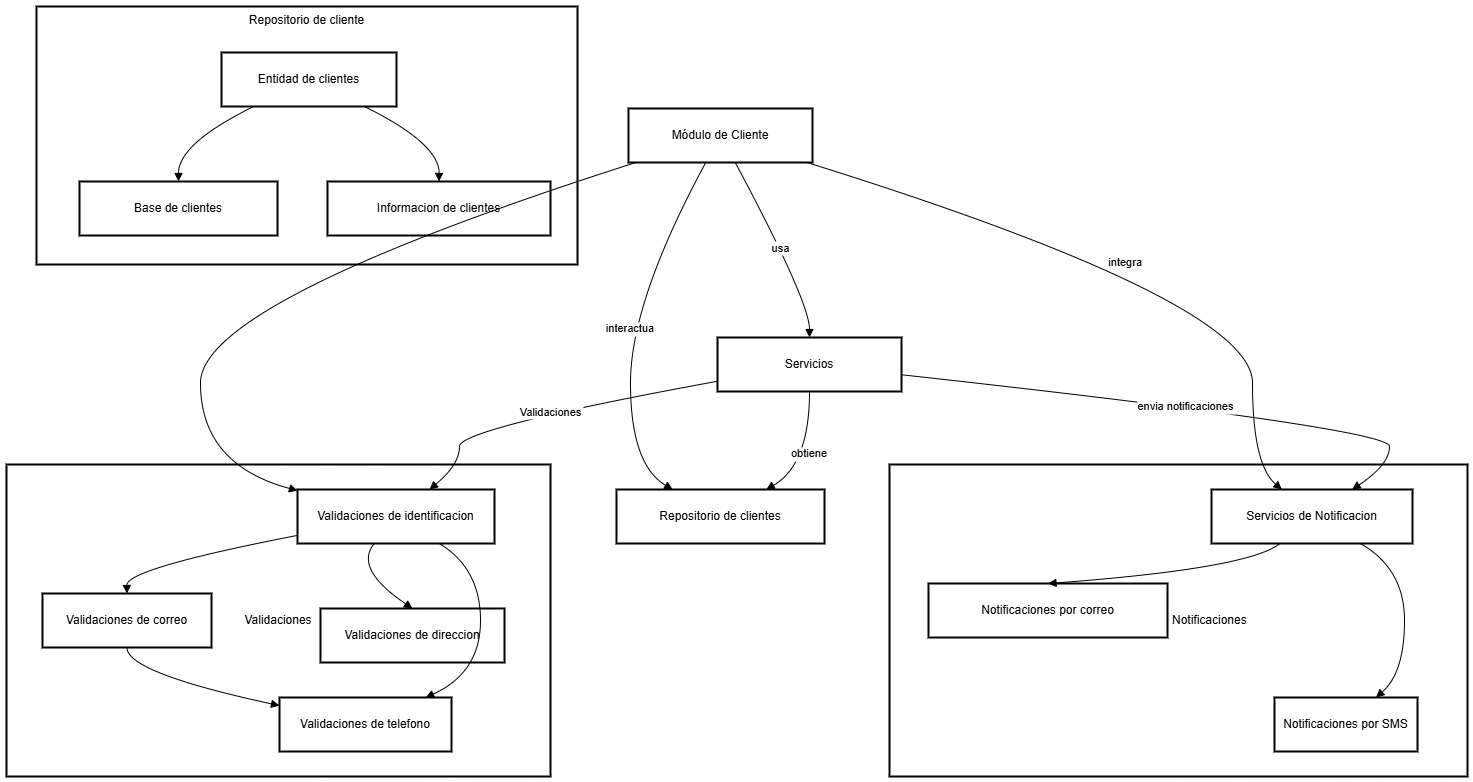 Repositorio de cliente
Entidad de clientes
Base de clientes
Informacion de clientes
Módulo de Cliente
usa
integra
interactua
Servicios
Validaciones
envia notificaciones
obtiene
Validaciones de identificacion
Repositorio de clientes
Servicios de Notificacion
Validaciones de correo
Validaciones
Validaciones de direccion
Validaciones de telefono
Notificaciones por correo
Notificaciones
Notificaciones por SMS